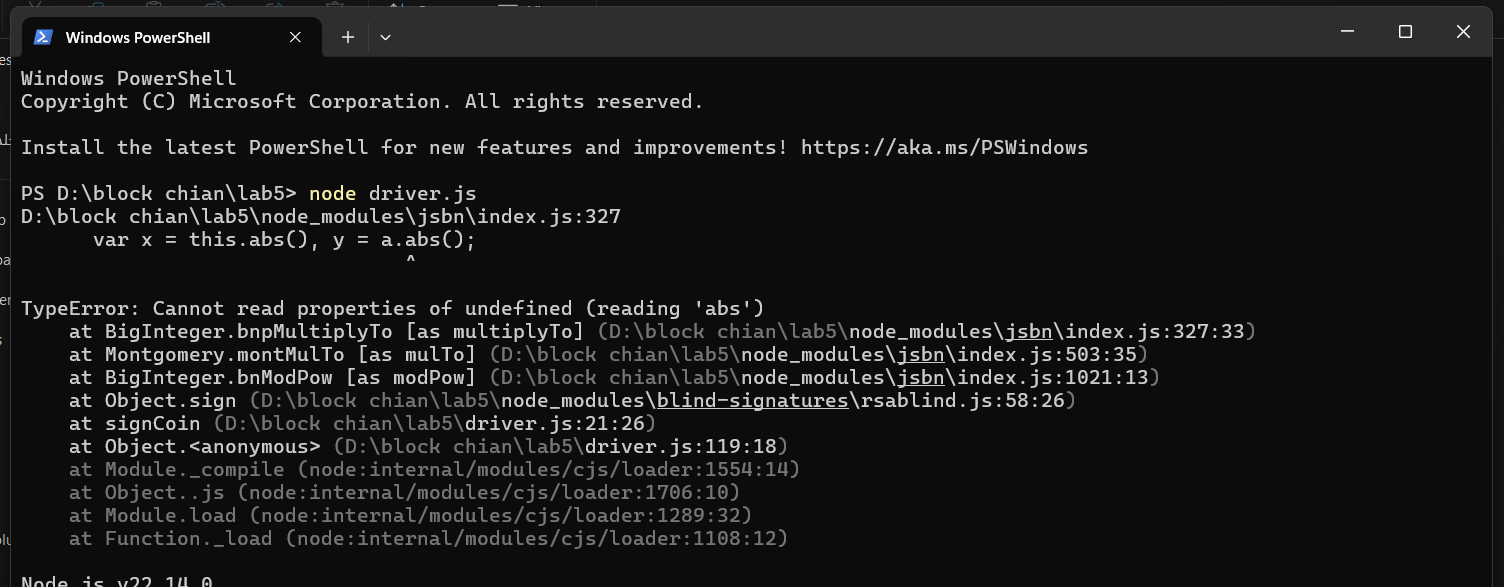 Windows PowerShell
Windows PowerShell
Copyright (C) Microsoft Corporation. All rights reserved.
Install the latest PowerShell for new features and improvements! https://aka.ms/PSWindows
PS D:\block chian\lab5> node driver.js
D:\block chian\lab5\node_modules\jsbn\index.js:327
var x = this.abs(), y = a.abs();
^
TypeError: Cannot read properties of undefined (reading 'abs')
at BigInteger.bnpMultiplyTo [as multiplyTo] (D:\block chian\lab5\node_modules\jsbn\index.js:327:33)
at Montgomery.montMulTo [as mulTo] (D:\block chian\lab5\node_modules\jsbn\index.js:503:35)
at BigInteger.bnModPow [as modPow] (D:\block chian\lab5\node_modules\jsbn\index.js:1021:13)
at Object.sign (D:\block chian\lab5\node_modules\blind-signatures\rsablind.js:58:26)
at signCoin (D:\block chian\lab5\driver.js:21:26)
at Object.<anonymous> (D:\block chian\lab5\driver.js:119:18)
at Module._compile (node:internal/modules/cjs/loader:1554:14)
at Object..js (node:internal/modules/cjs/loader:1706:10)
at Module.load (node:internal/modules/cjs/loader:1289:32)
at Function._load (node:internal/modules/cjs/loader:1108:12)
Node.js v22.14.0